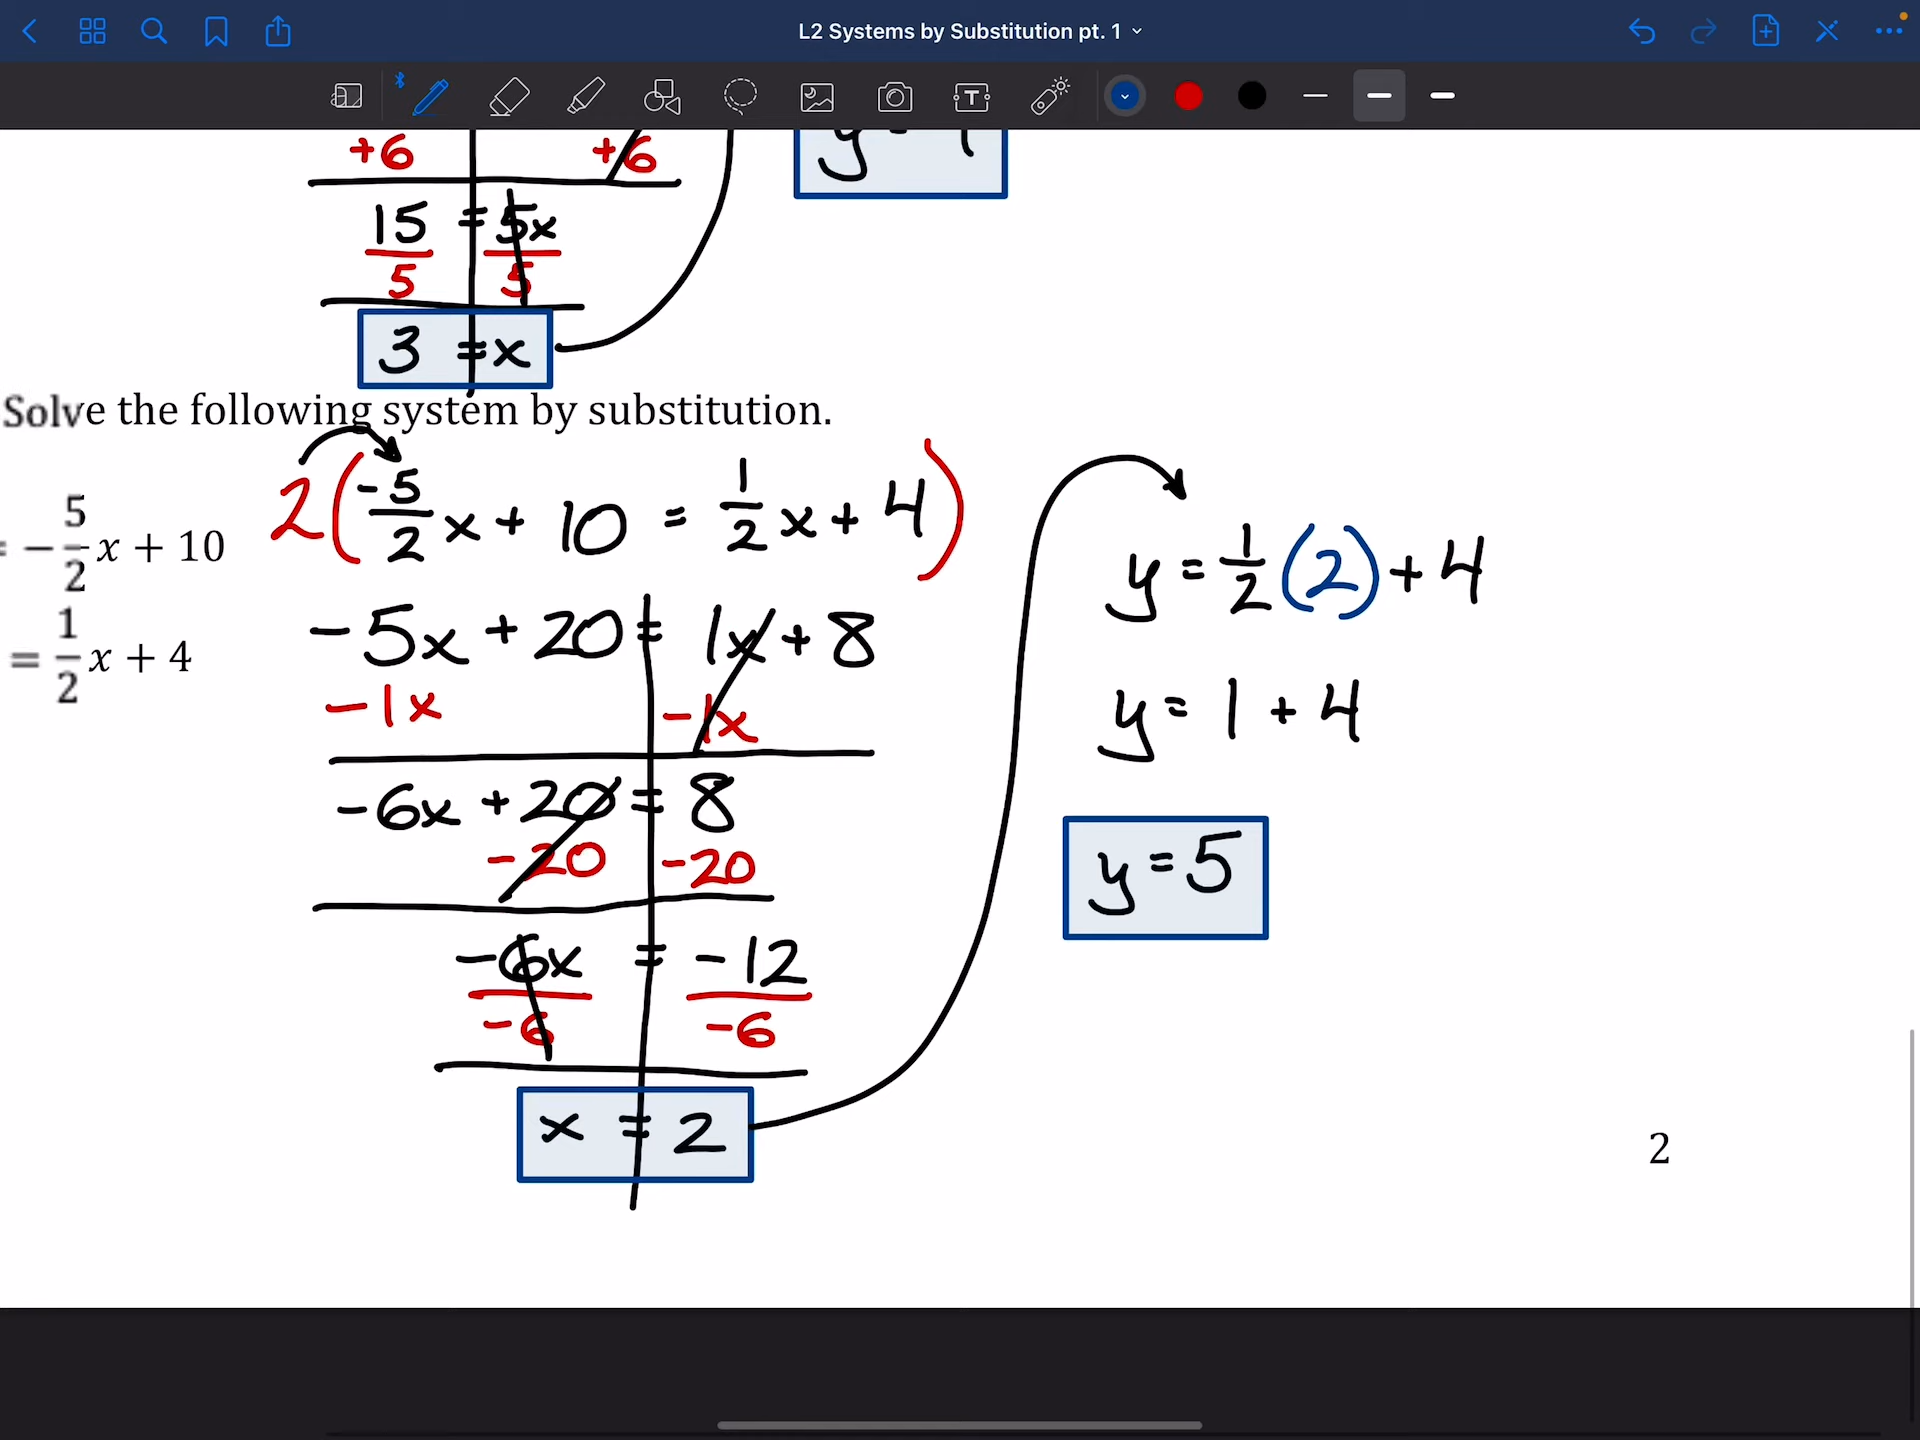 L2 Systems by Substitution pt. 1
+6 +6
15 = 5x
5 5
3 = x
y =
Solve the following system by substitution.
= -5/2 x + 10
= 1/2 x + 4
2(-5/2 x + 10 = 1/2 x + 4)
-5x + 20 = 1x + 8
-1x -1x
-6x + 20 = 8
-20 -20
-6x = -12
-6 -6
x = 2
y = 1/2 (2) + 4
y = 1 + 4
y = 5
2